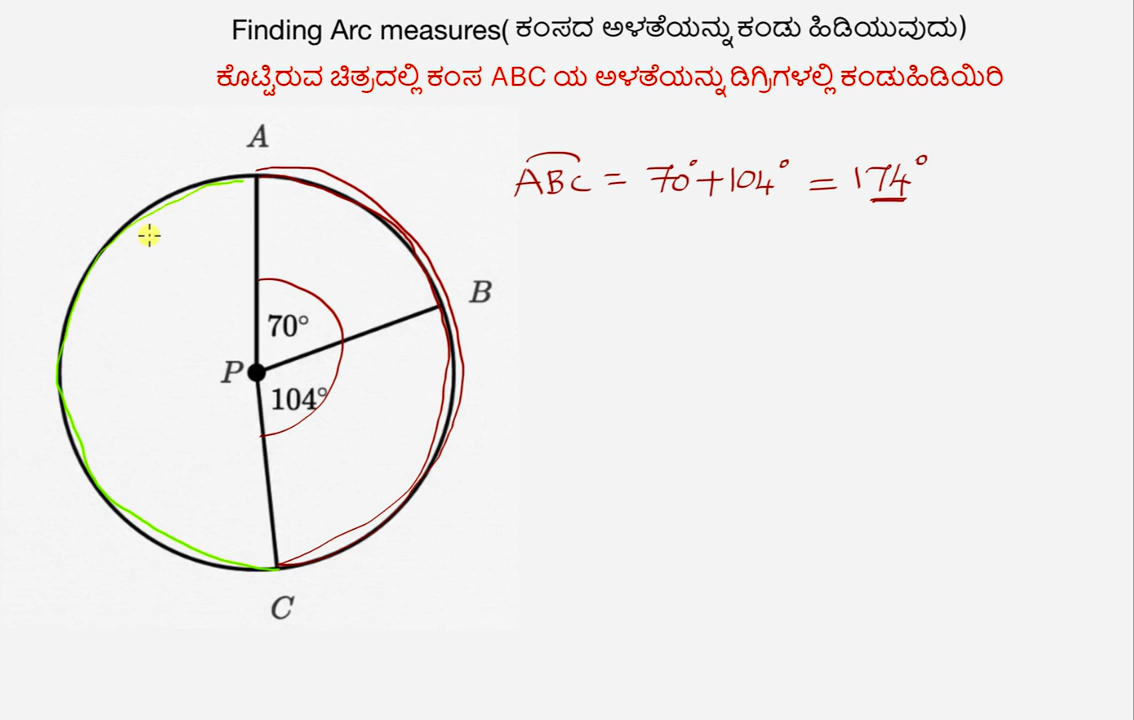 Finding Arc measures( ಕಂಸದ ಅಳತೆಯನ್ನು ಕಂಡು ಹಿಡಿಯುವುದು)
ಕೊಟ್ಟಿರುವ ಚಿತ್ರದಲ್ಲಿ ಕಂಸ ABC ಯ ಅಳತೆಯನ್ನು ಡಿಗ್ರಿಗಳಲ್ಲಿ ಕಂಡುಹಿಡಿಯಿರಿ
A
ABC = 70° + 104° = 174°
B
70°
P
104°
C